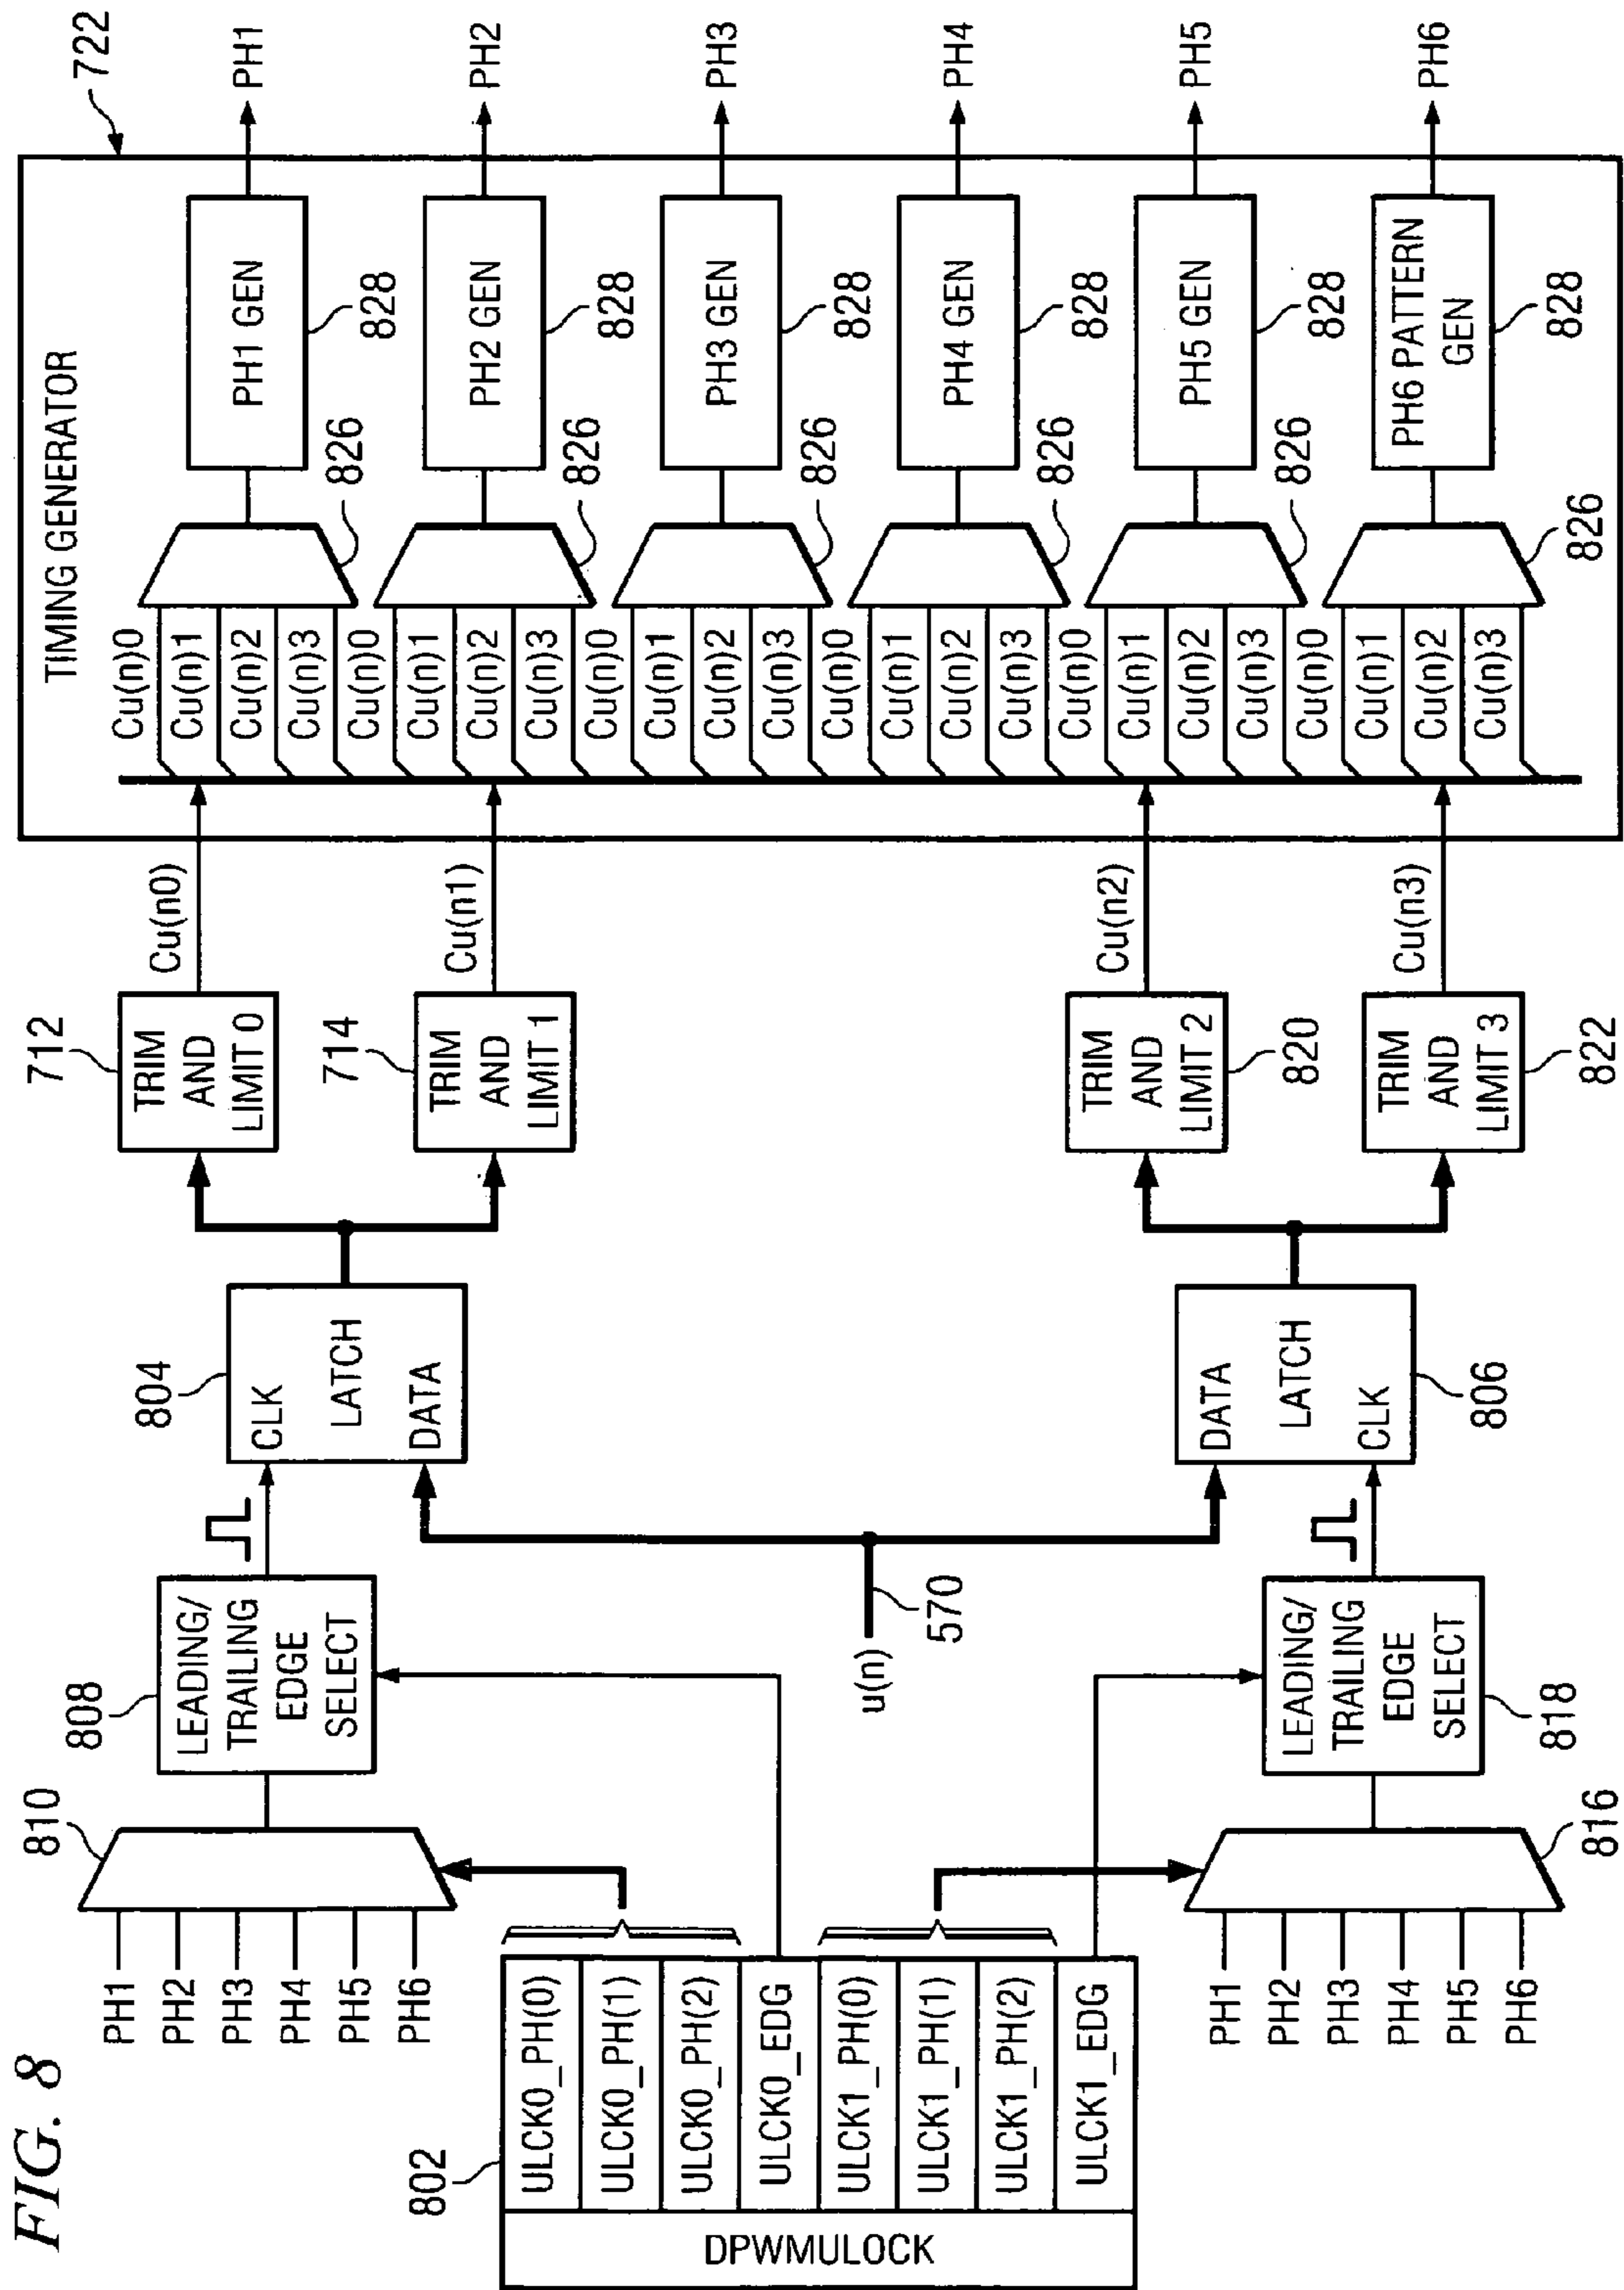 FIG. 8
PH1
PH2
PH3
PH4
PH5
PH6
810
808
LEADING/
TRAILING
EDGE
SELECT
802
DPWMULOCK
ULCK0_PH(0)
ULCK0_PH(1)
ULCK0_PH(2)
ULCK0_EDG
ULCK1_PH(0)
ULCK1_PH(1)
ULCK1_PH(2)
ULCK1_EDG
PH1
PH2
PH3
PH4
PH5
PH6
816
LEADING/
TRAILING
EDGE
SELECT
818
u(n)
570
804
CLK
LATCH
DATA
DATA
LATCH
CLK
806
712
TRIM
AND
LIMIT 0
714
TRIM
AND
LIMIT 1
TRIM
AND
LIMIT 2
820
TRIM
AND
LIMIT 3
822
Cu(n0)
Cu(n1)
Cu(n2)
Cu(n3)
TIMING GENERATOR
722
Cu(n)0
Cu(n)1
Cu(n)2
Cu(n)3
826
PH1 GEN
828
PH1
Cu(n)0
Cu(n)1
Cu(n)2
Cu(n)3
826
PH2 GEN
828
PH2
Cu(n)0
Cu(n)1
Cu(n)2
Cu(n)3
826
PH3 GEN
828
PH3
Cu(n)0
Cu(n)1
Cu(n)2
Cu(n)3
826
PH4 GEN
828
PH4
Cu(n)0
Cu(n)1
Cu(n)2
Cu(n)3
826
PH5 GEN
828
PH5
Cu(n)0
Cu(n)1
Cu(n)2
Cu(n)3
826
PH6 PATTERN
GEN
828
PH6